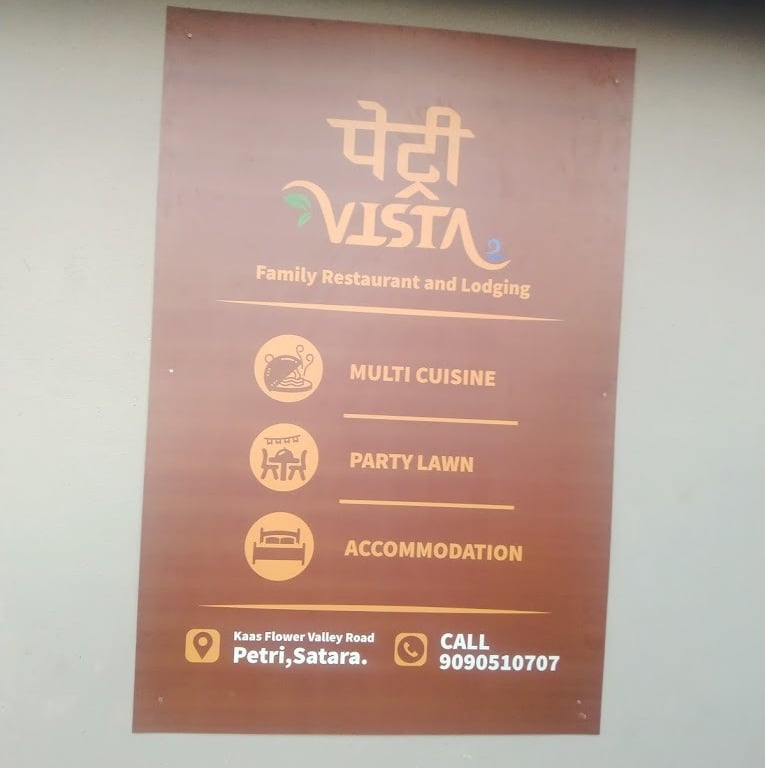 पेट्री
VISTA
Family Restaurant and Lodging
MULTI CUISINE
PARTY LAWN
ACCOMMODATION
Kaas Flower Valley Road
Petri,Satara.
CALL
9090510707